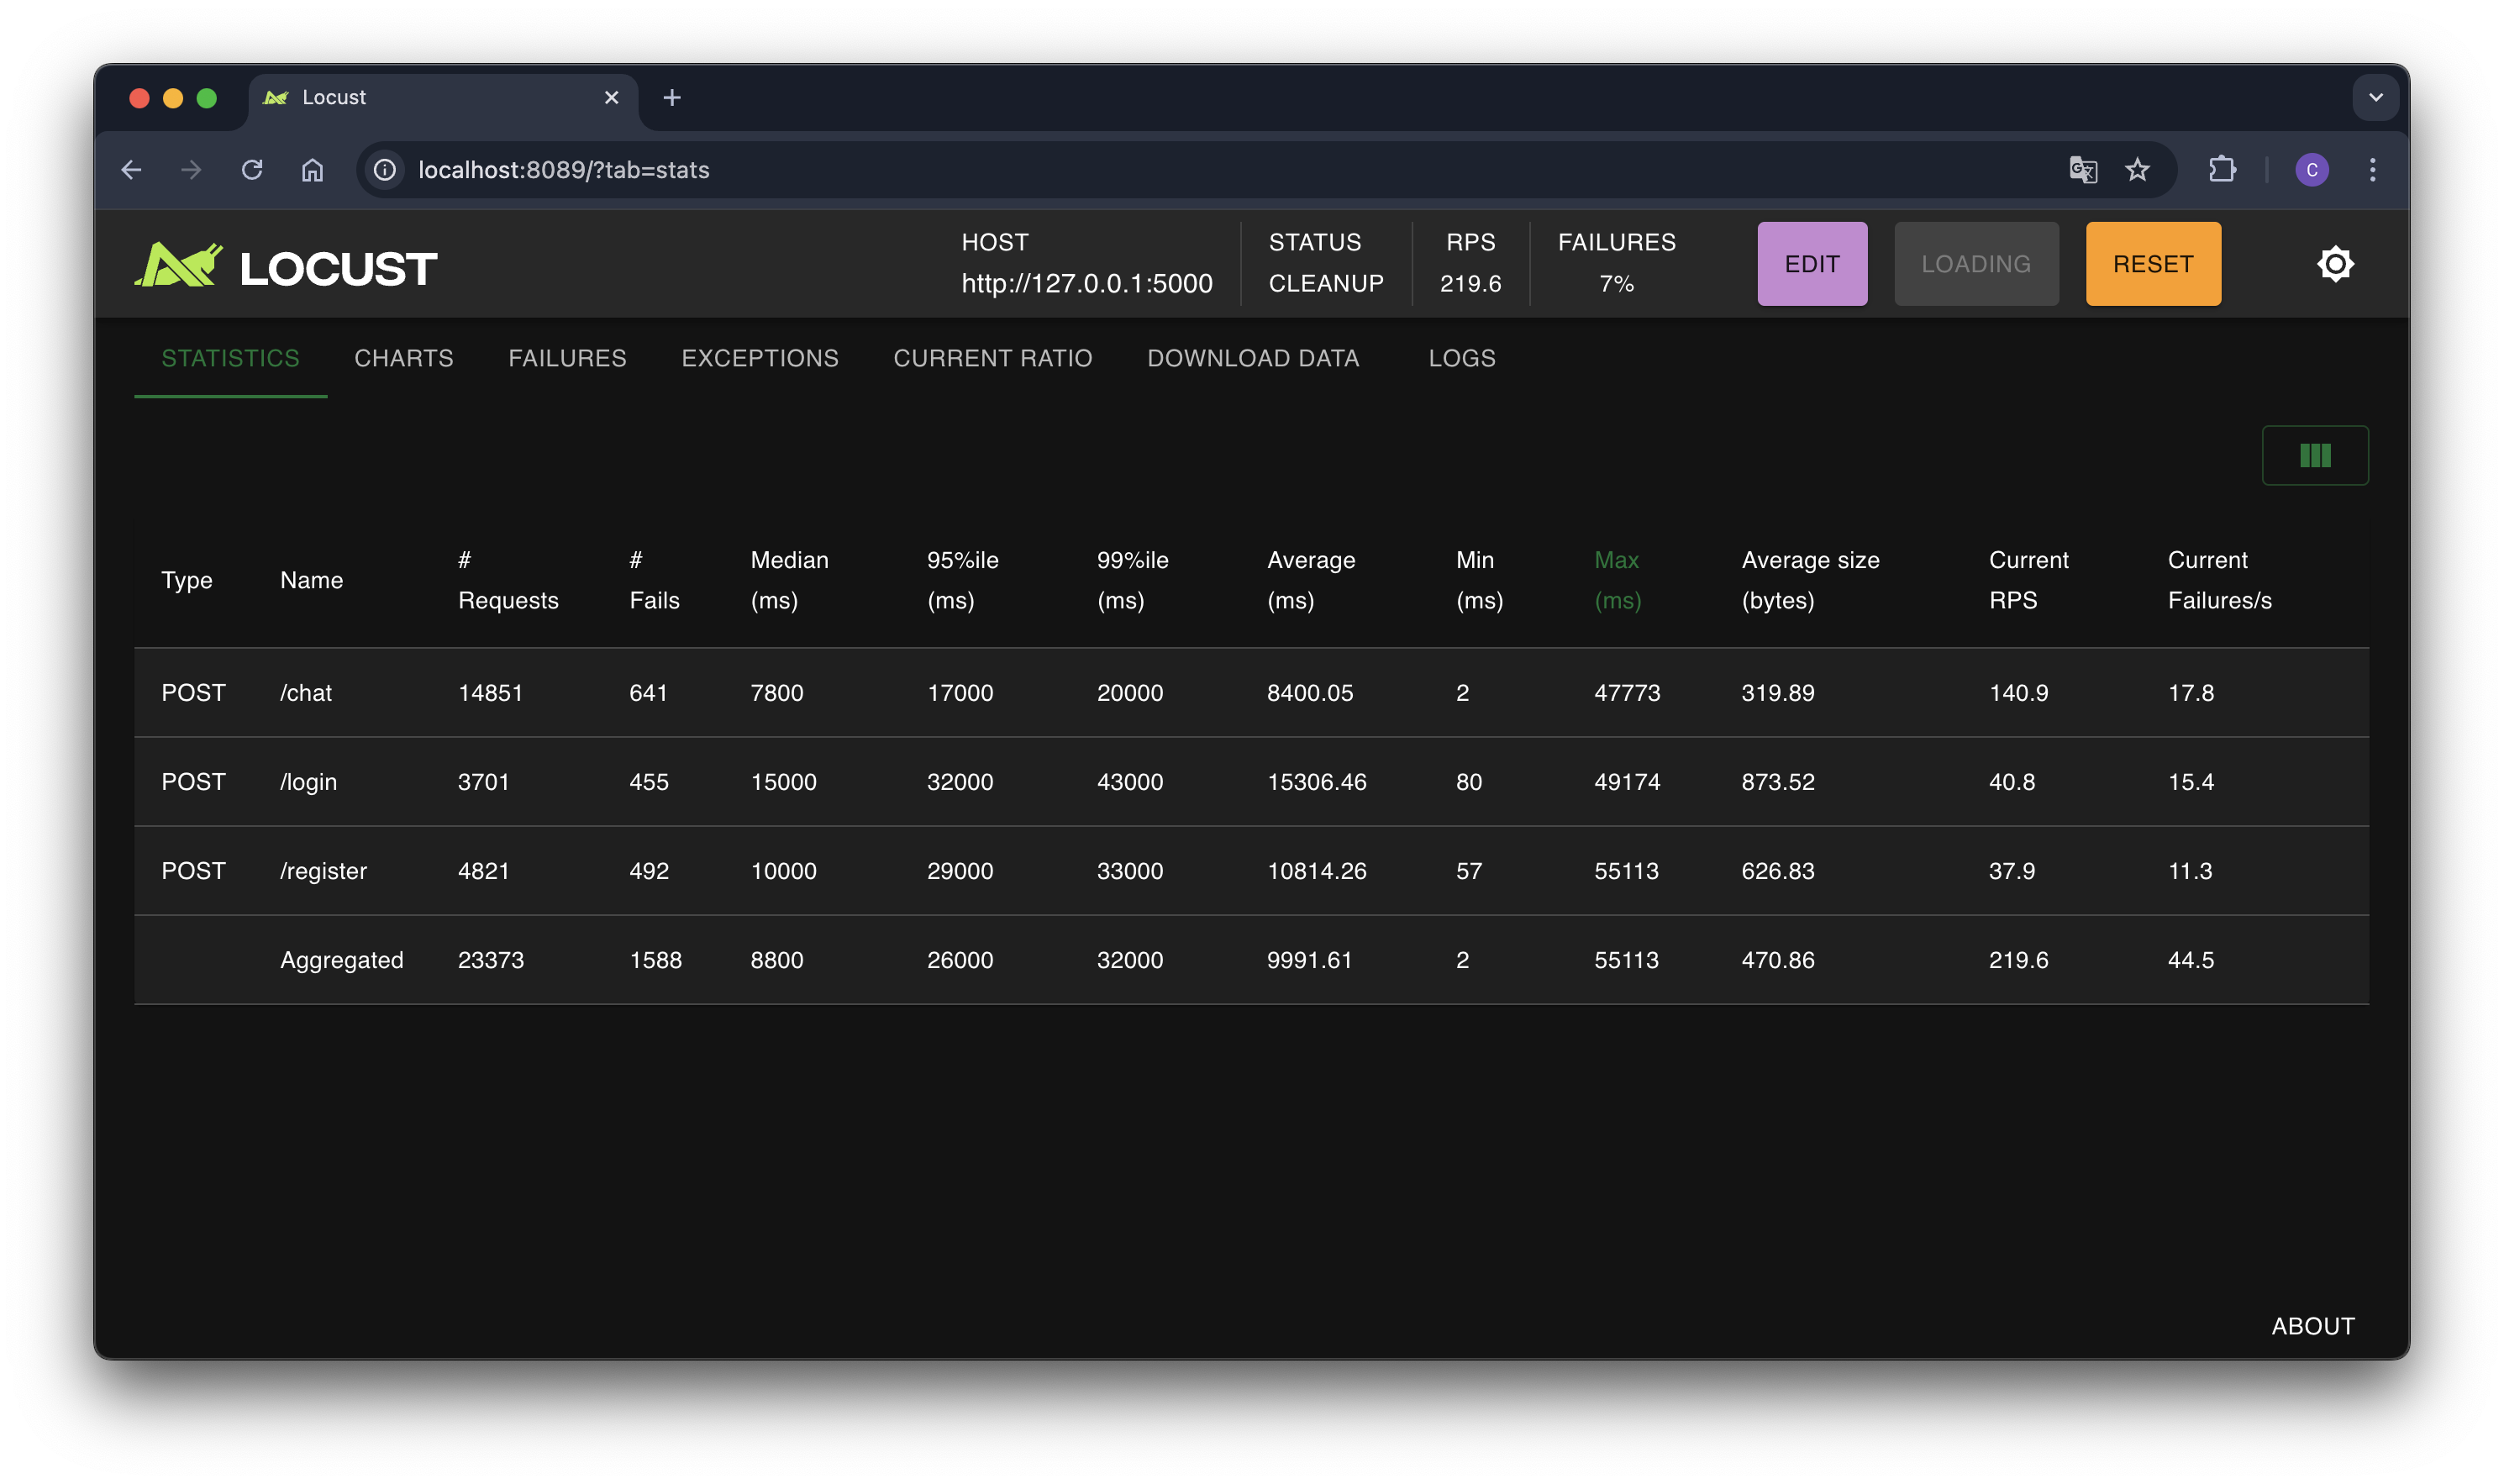 Locust
localhost:8089/?tab=stats
C
LOCUST
HOST
http://127.0.0.1:5000
STATUS
CLEANUP
RPS
219.6
FAILURES
7%
EDIT
LOADING
RESET
STATISTICS CHARTS FAILURES EXCEPTIONS CURRENT RATIO DOWNLOAD DATA LOGS
Type Name # Requests # Fails Median (ms) 95%ile (ms) 99%ile (ms) Average (ms) Min (ms) Max (ms) Average size (bytes) Current RPS Current Failures/s
POST /chat 14851 641 7800 17000 20000 8400.05 2 47773 319.89 140.9 17.8
POST /login 3701 455 15000 32000 43000 15306.46 80 49174 873.52 40.8 15.4
POST /register 4821 492 10000 29000 33000 10814.26 57 55113 626.83 37.9 11.3
Aggregated 23373 1588 8800 26000 32000 9991.61 2 55113 470.86 219.6 44.5
ABOUT